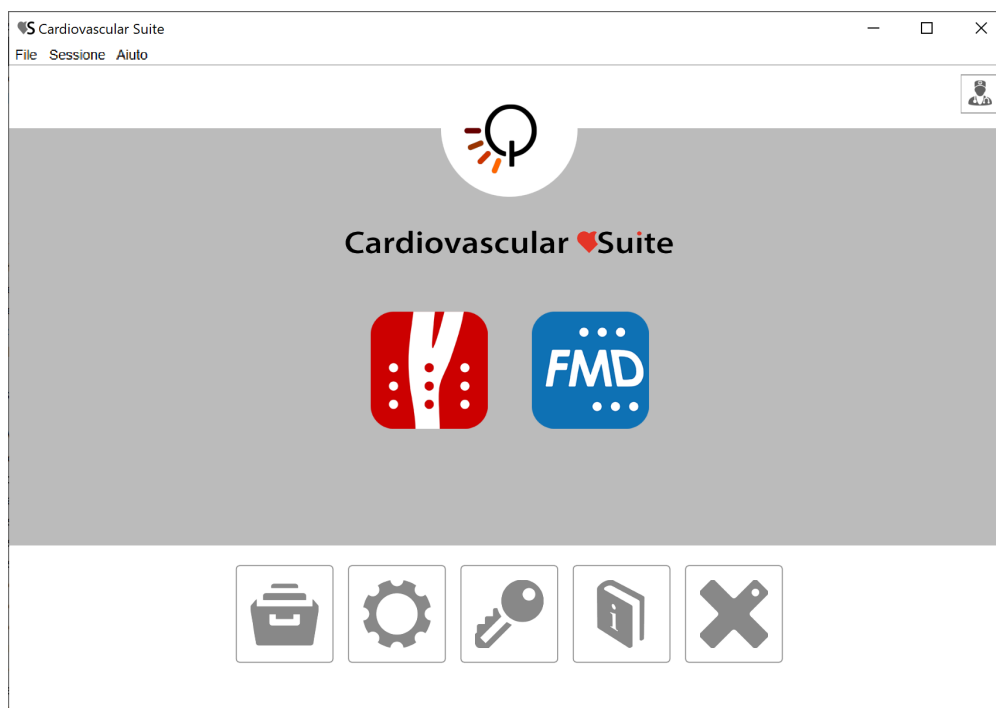 S Cardiovascular Suite
File Sessione Aiuto
Cardiovascular Suite
FMD
i